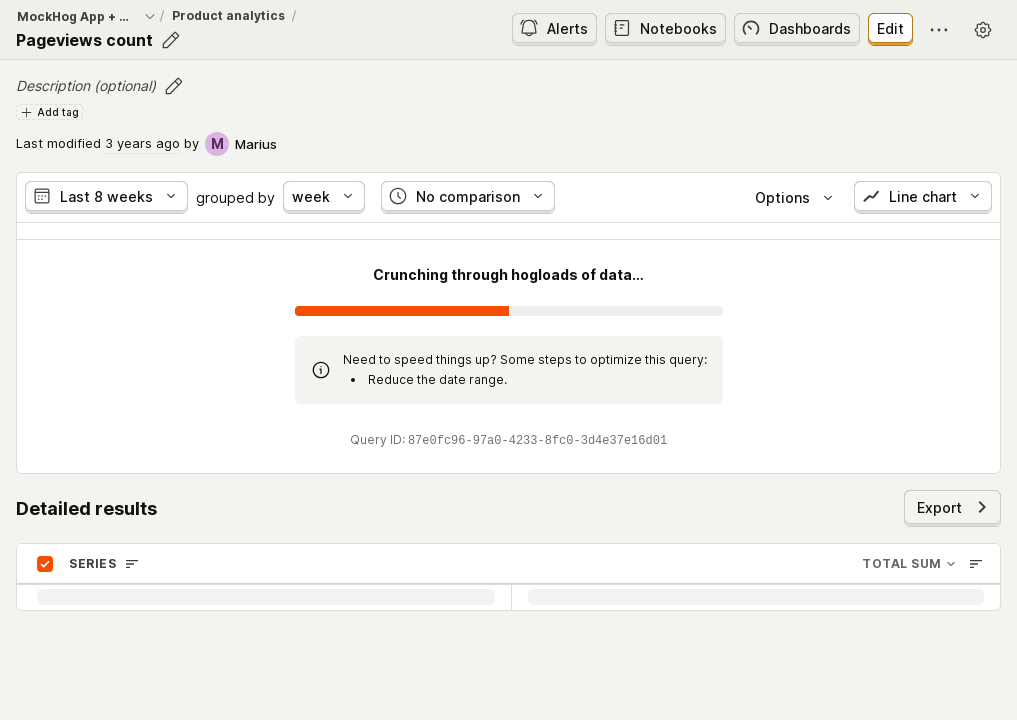 MockHog App + ...
/
Product analytics
/
Pageviews count
Alerts
Notebooks
Dashboards
Edit
Description (optional)
Add tag
Last modified 3 years ago by M Marius
Last 8 weeks
grouped by
week
No comparison
Options
Line chart
Crunching through hogloads of data...
Need to speed things up? Some steps to optimize this query:
• Reduce the date range.
Query ID: 87e0fc96-97a0-4233-8fc0-3d4e37e16d01
Detailed results
Export
SERIES
TOTAL SUM